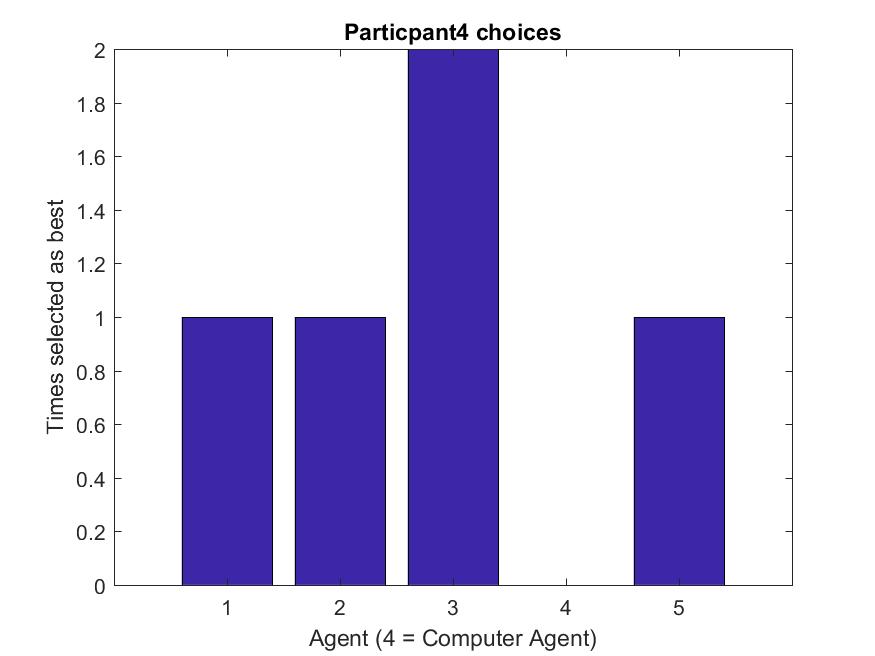 Particpant4 choices
2
1.8
1.6
1.4
1.2
1
0.8
0.6
0.4
0.2
0
Times selected as best
1 2 3 4 5
Agent (4 = Computer Agent)